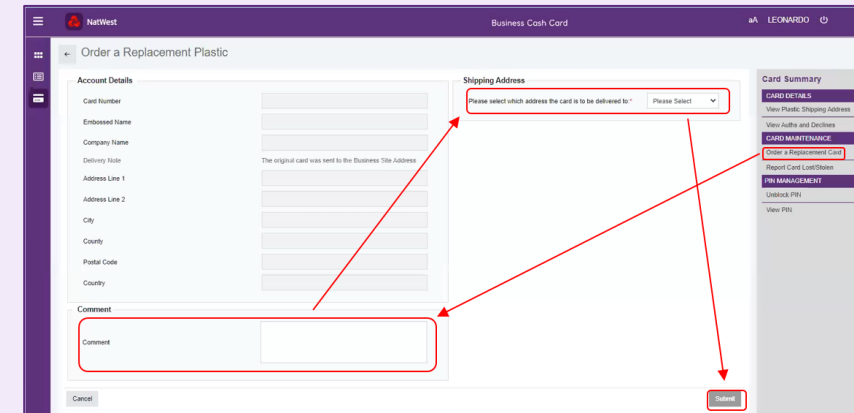 NatWest
Business Cash Card
aA LEONARDO
Order a Replacement Plastic
Account Details
Card Number
Embossed Name
Company Name
Delivery Note The original card was sent to the Business Site Address
Address Line 1
Address Line 2
City
County
Postal Code
Country
Comment
Comment
Cancel
Shipping Address
Please select which address the card is to be delivered to:* Please Select
Submit
Card Summary
CARD DETAILS
View Plastic Shipping Address
View Auths and Declines
CARD MAINTENANCE
Order a Replacement Card
Report Card Lost/Stolen
PIN MANAGEMENT
Unblock PIN
View PIN